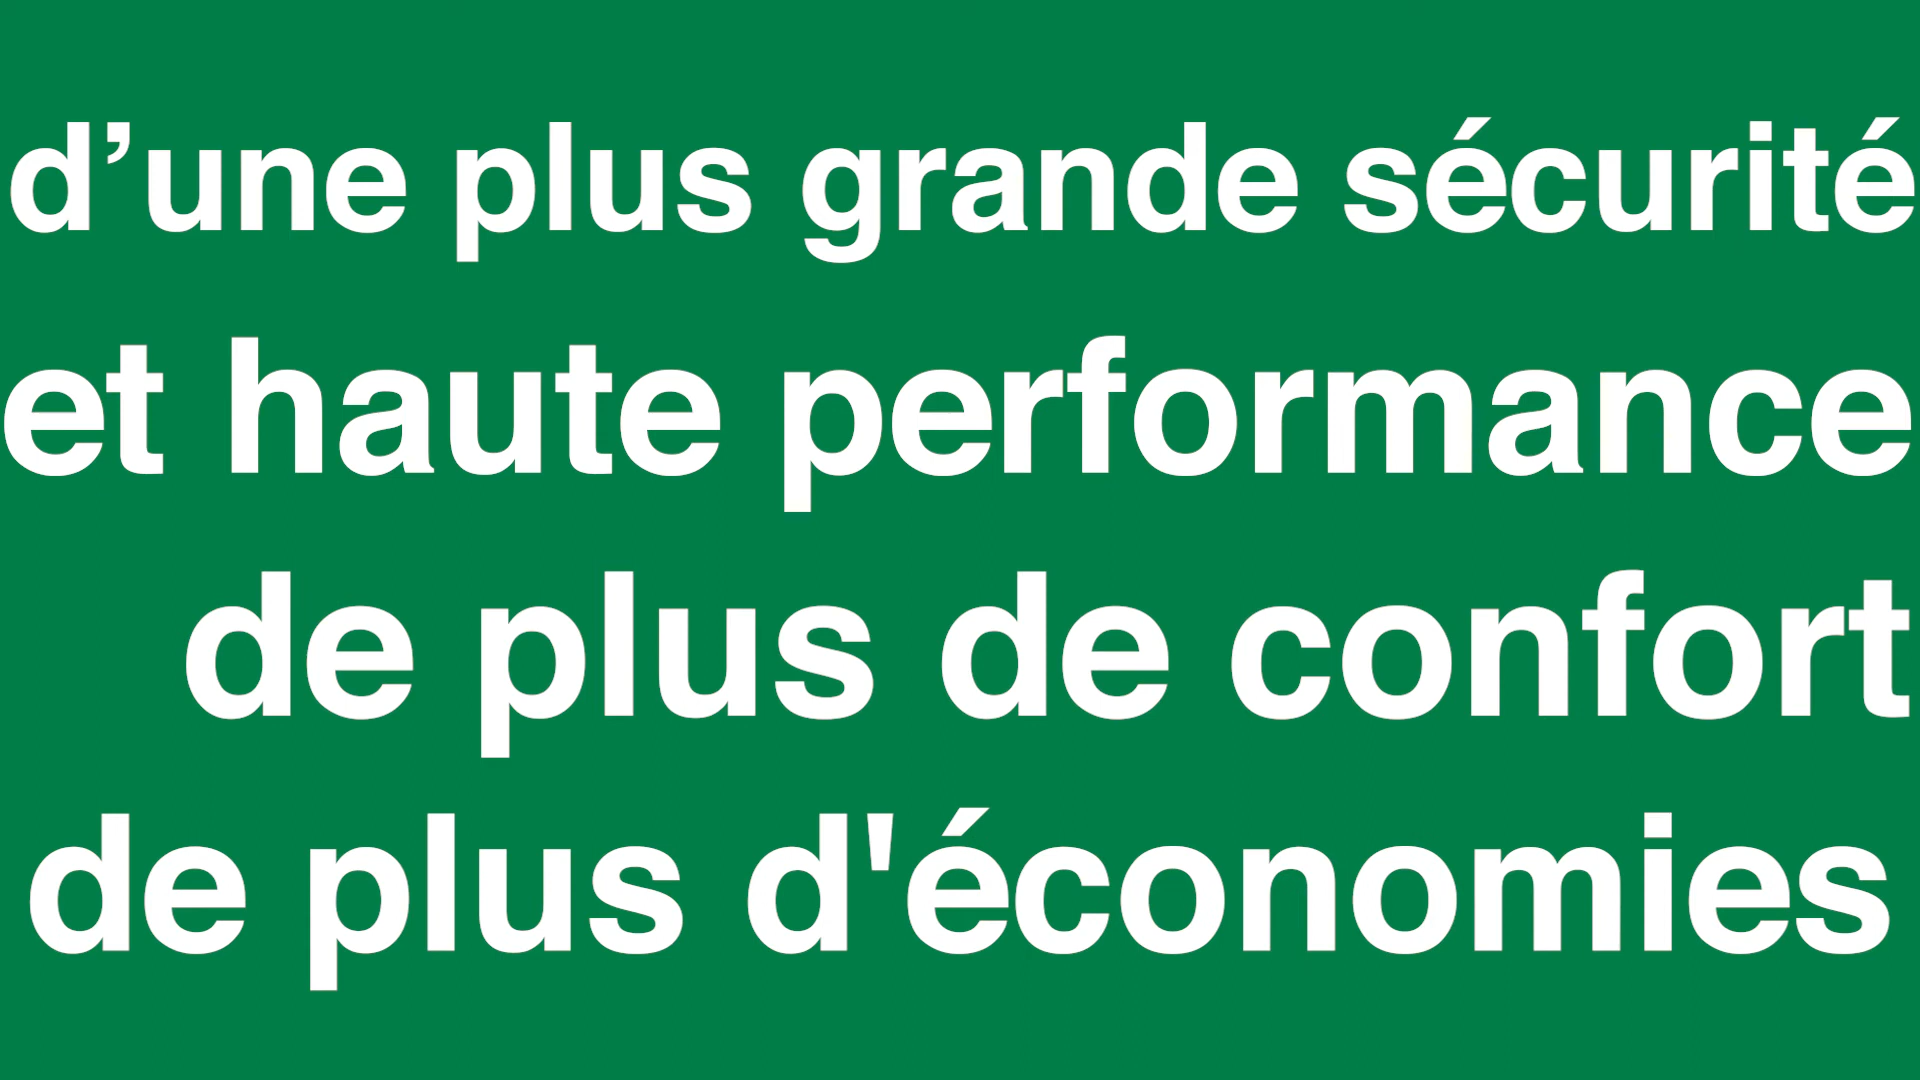 d’une plus grande sécurité
et haute performance
de plus de confort
de plus d'économies